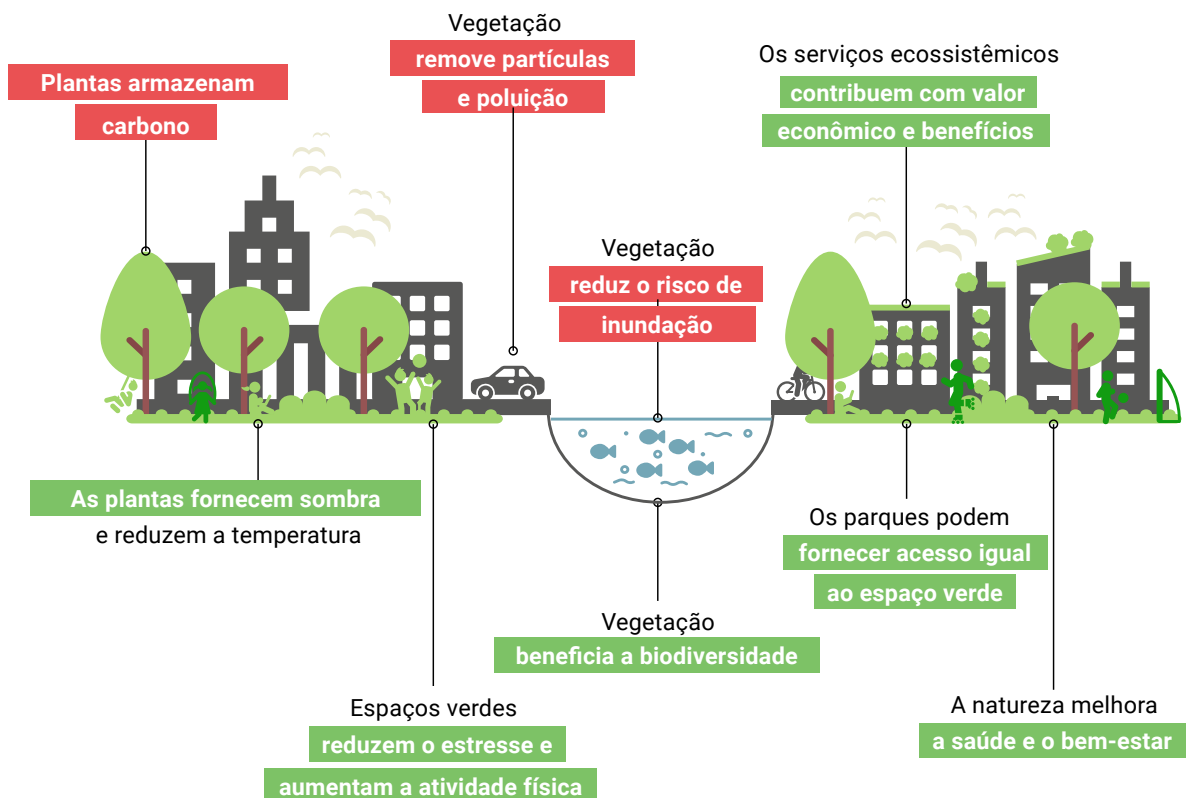 Plantas armazenam
carbono
Vegetação
remove partículas
e poluição
Os serviços ecossistêmicos
contribuem com valor
econômico e benefícios
Vegetação
reduz o risco de
inundação
As plantas fornecem sombra
e reduzem a temperatura
Os parques podem
fornecer acesso igual
ao espaço verde
Vegetação
beneficia a biodiversidade
Espaços verdes
reduzem o estresse e
aumentam a atividade física
A natureza melhora
a saúde e o bem-estar